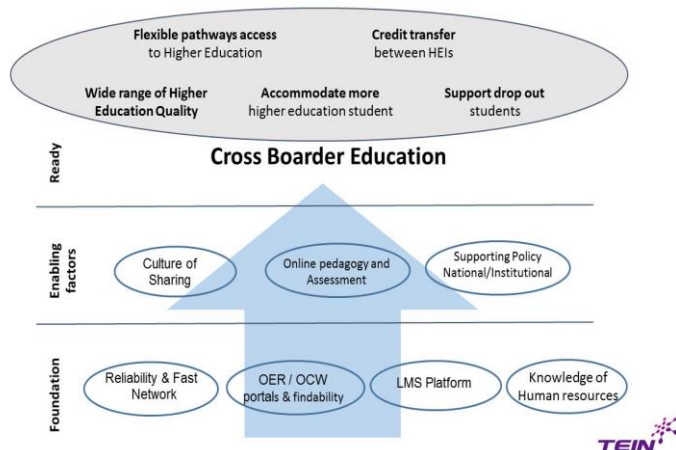 Flexible pathways access
to Higher Education
Credit transfer
between HEIs
Wide range of Higher
Education Quality
Accommodate more
higher education student
Support drop out
students
Ready
Cross Boarder Education
Enabling
factors
Culture of
Sharing
Online pedagogy and
Assessment
Supporting Policy
National/Institutional
Foundation
Reliability & Fast
Network
OER / OCW
portals & findability
LMS Platform
Knowledge of
Human resources
TEIN